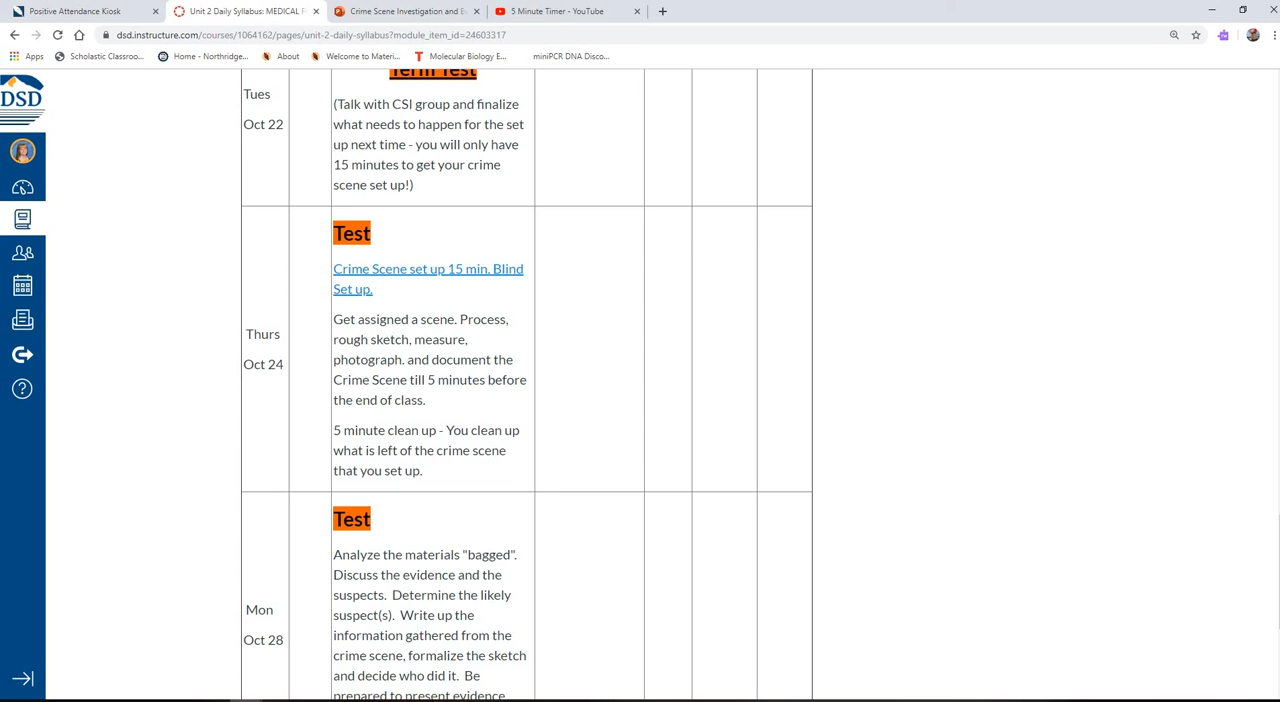 Positive Attendance Kiosk
Unit 2 Daily Syllabus: MEDICAL F
Crime Scene Investigation and E
5 Minute Timer - YouTube
dsd.instructure.com/courses/1064162/pages/unit-2-daily-syllabus?module_item_id=24603317
Apps
Scholastic Classroo...
Home - Northridge...
About
Welcome to Materi...
Molecular Biology E...
miniPCR DNA Disco...
DSD
Term Test
Tues
Oct 22
(Talk with CSI group and finalize
what needs to happen for the set
up next time - you will only have
15 minutes to get your crime
scene set up!)
Test
Crime Scene set up 15 min. Blind
Set up.
Thurs
Oct 24
Get assigned a scene. Process,
rough sketch, measure,
photograph. and document the
Crime Scene till 5 minutes before
the end of class.
5 minute clean up - You clean up
what is left of the crime scene
that you set up.
Test
Mon
Oct 28
Analyze the materials "bagged".
Discuss the evidence and the
suspects. Determine the likely
suspect(s). Write up the
information gathered from the
crime scene, formalize the sketch
and decide who did it. Be
prepared to present evidence